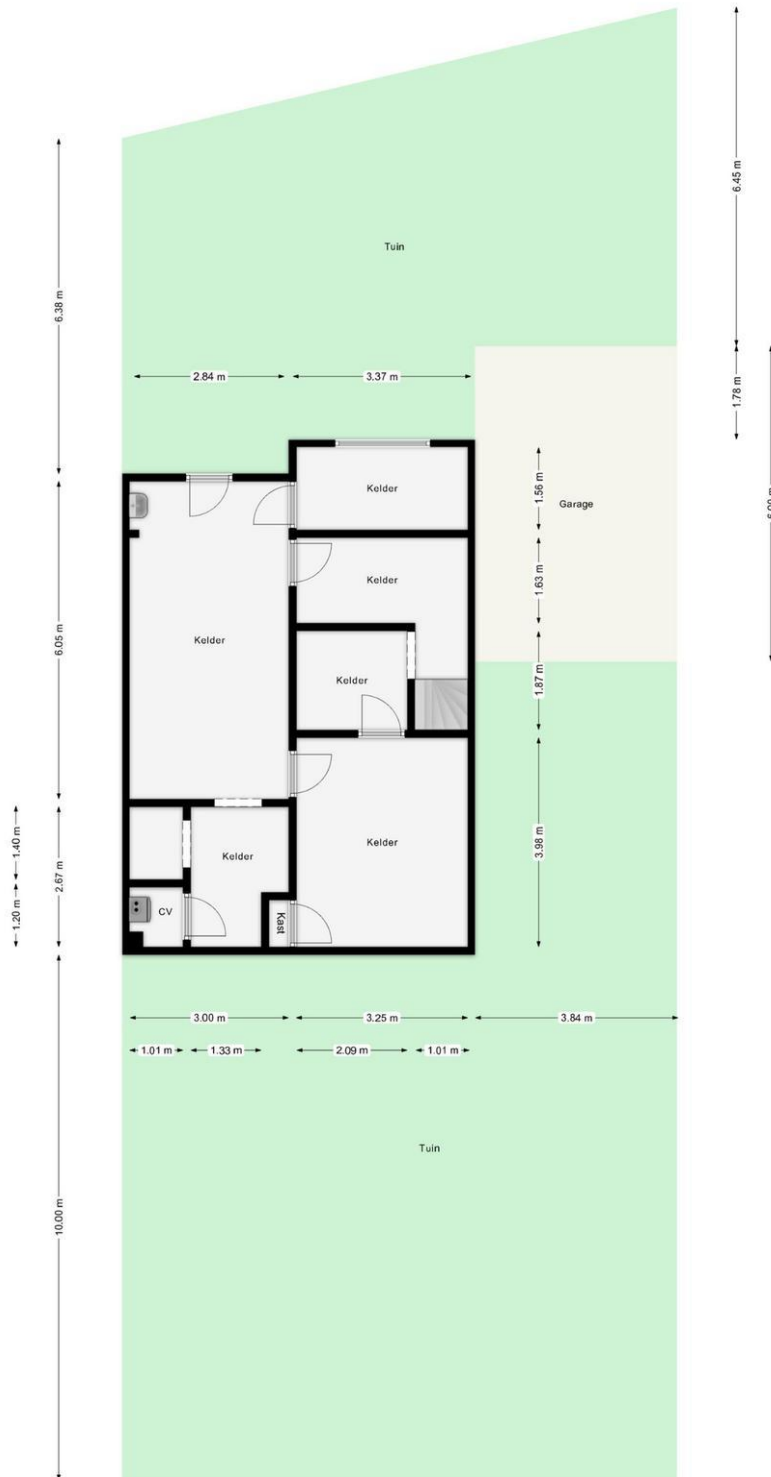 6.45 m
Tuin
6.38 m
2.84 m
3.37 m
1.78 m
Kelder
1.56 m
Garage
6.00 m
Kelder
1.63 m
Kelder
6.05 m
Kelder
1.87 m
1.40 m
Kelder
Kelder
3.98 m
2.67 m
1.20 m
CV
Kast
3.00 m
3.25 m
3.84 m
1.01 m
1.33 m
2.09 m
1.01 m
Tuin
10.00 m